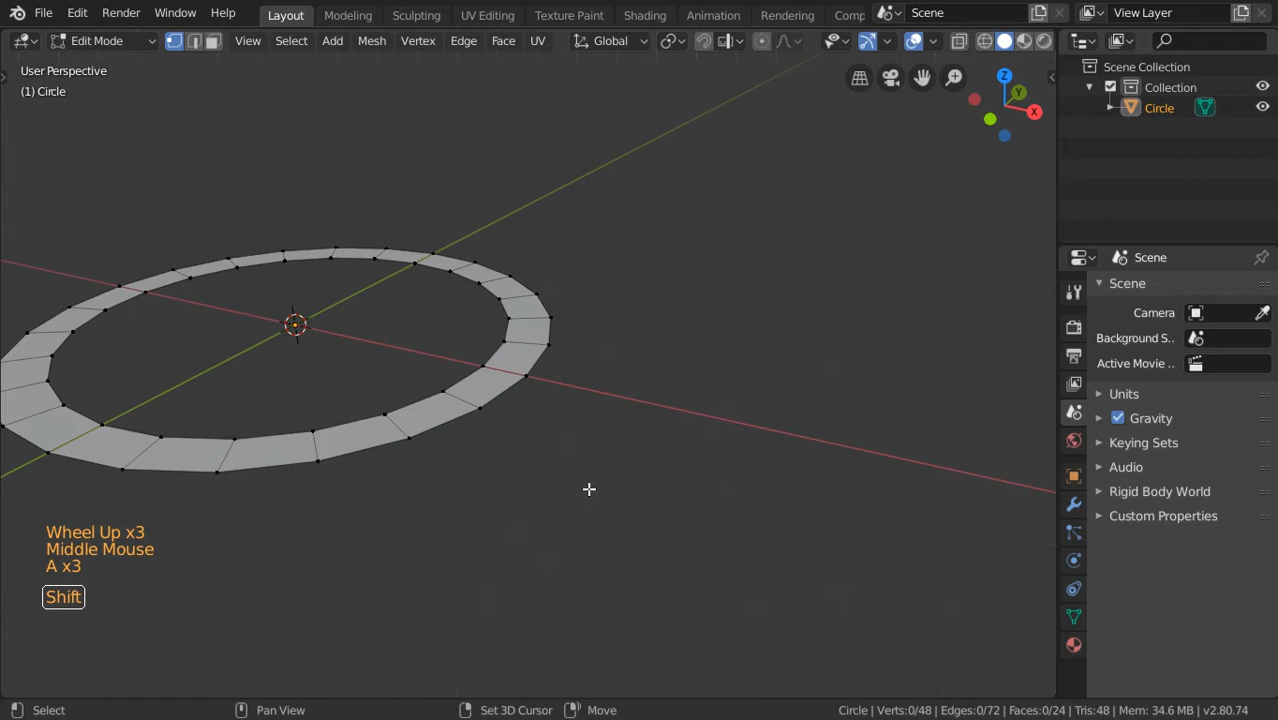 File Edit Render Window Help Layout Modeling Sculpting UV Editing Texture Paint Shading Animation Rendering Comp Scene View Layer
Edit Mode View Select Add Mesh Vertex Edge Face UV Global
User Perspective
(1) Circle
Z
Y
X
Scene Collection
Collection
Circle
Scene
Scene
Camera
Background S..
Active Movie ..
Units
Gravity
Keying Sets
Audio
Rigid Body World
Custom Properties
Wheel Up x3
Middle Mouse
A x3
Shift
Select Pan View Set 3D Cursor Move Circle | Verts:0/48 | Edges:0/72 | Faces:0/24 | Tris:48 | Mem: 34.6 MB | v2.80.74